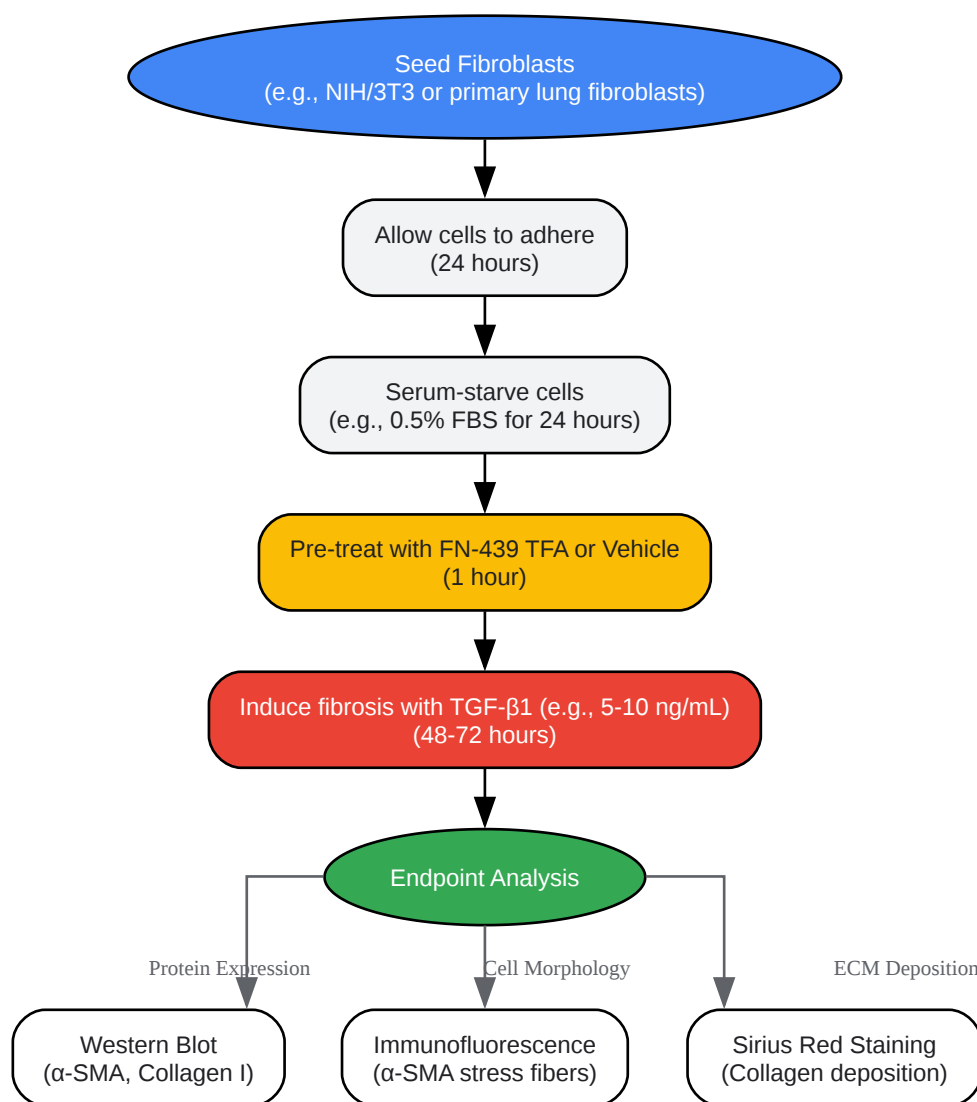 Seed Fibroblasts
(e.g., NIH/3T3 or primary lung fibroblasts)
Allow cells to adhere
(24 hours)
Serum-starve cells
(e.g., 0.5% FBS for 24 hours)
Pre-treat with FN-439 TFA or Vehicle
(1 hour)
Induce fibrosis with TGF-β1 (e.g., 5-10 ng/mL)
(48-72 hours)
Endpoint Analysis
Protein Expression
Cell Morphology
ECM Deposition
Western Blot
(α-SMA, Collagen I)
Immunofluorescence
(α-SMA stress fibers)
Sirius Red Staining
(Collagen deposition)